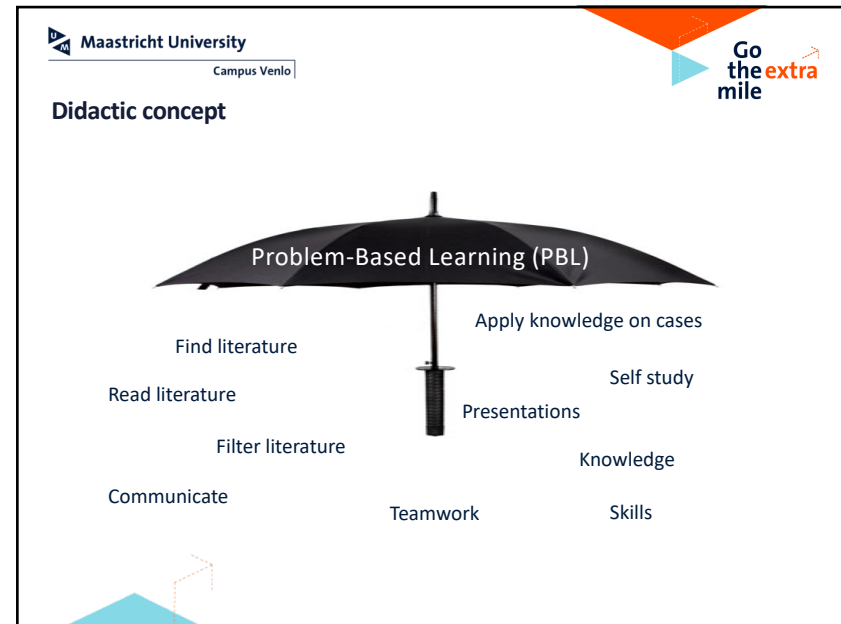 UM Maastricht University
Campus Venlo
Go
the extra
mile
Didactic concept
Problem-Based Learning (PBL)
Apply knowledge on cases
Find literature
Self study
Read literature
Presentations
Filter literature
Knowledge
Communicate
Teamwork
Skills